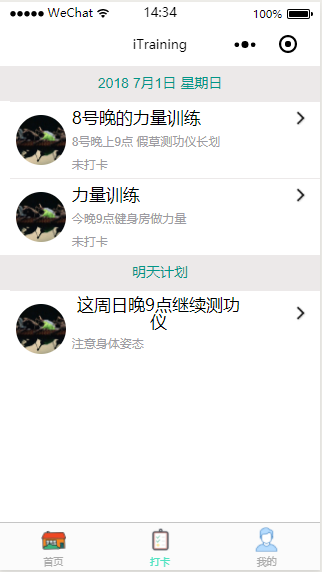 WeChat 14:34 100%
iTraining
2018 7月1日 星期日
8号晚的力量训练
8号晚上9点 假草测功仪长划
未打卡
力量训练
今晚9点健身房做力量
未打卡
明天计划
这周日晚9点继续测功
仪
注意身体姿态
首页 打卡 我的